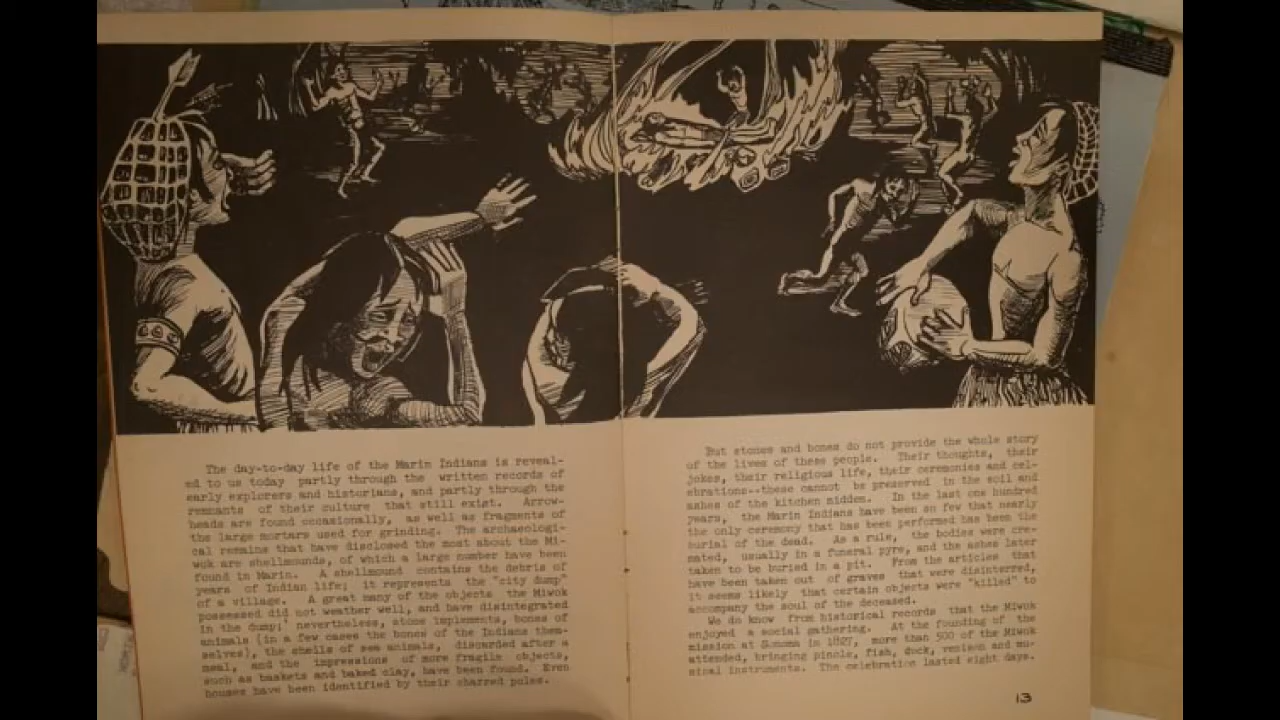 The day-to-day life of the Marin Indians is reveal-
ed to us today partly through the written records of
early explorers and historians, and partly through the
remnants of their culture that still exist. Arrow-
heads are found occasionally, as well as fragments of
the large mortars used for grinding. The archaeologi-
cal remains that have disclosed the most about the Mi-
wok are shellmounds, of which a large number have been
found in Marin. A shellmound contains the debris of
years of Indian life; it represents the "city dump"
of a village. A great many of the objects the Miwok
possessed did not weather well, and have disintegrated
in the dump; nevertheless, stone implements, bones of
animals (in a few cases the bones of the Indians them-
selves), the shells of sea animals, discarded after a
meal, and the impressions of more fragile objects,
such as baskets and baked clay, have been found. Even
houses have been identified by their charred poles.
But stones and bones do not provide the whole story
of the lives of these people. Their thoughts, their
jokes, their religious life, their ceremonies and cel-
ebrations--these cannot be preserved in the soil and
ashes of the kitchen midden. In the last one hundred
years, the Marin Indians have been so few that nearly
the only ceremony that has been performed has been the
burial of the dead. As a rule, the bodies were cre-
mated, usually in a funeral pyre, and the ashes later
taken to be buried in a pit. From the articles that
have been taken out of graves that were disinterred,
it seems likely that certain objects were "killed" to
accompany the soul of the deceased.
We do know from historical records that the Miwok
enjoyed a social gathering. At the founding of the
mission at Sonoma in 1827, more than 500 of the Miwok
attended, bringing pinole, fish, duck, venison and mu-
sical instruments. The celebration lasted eight days.
13